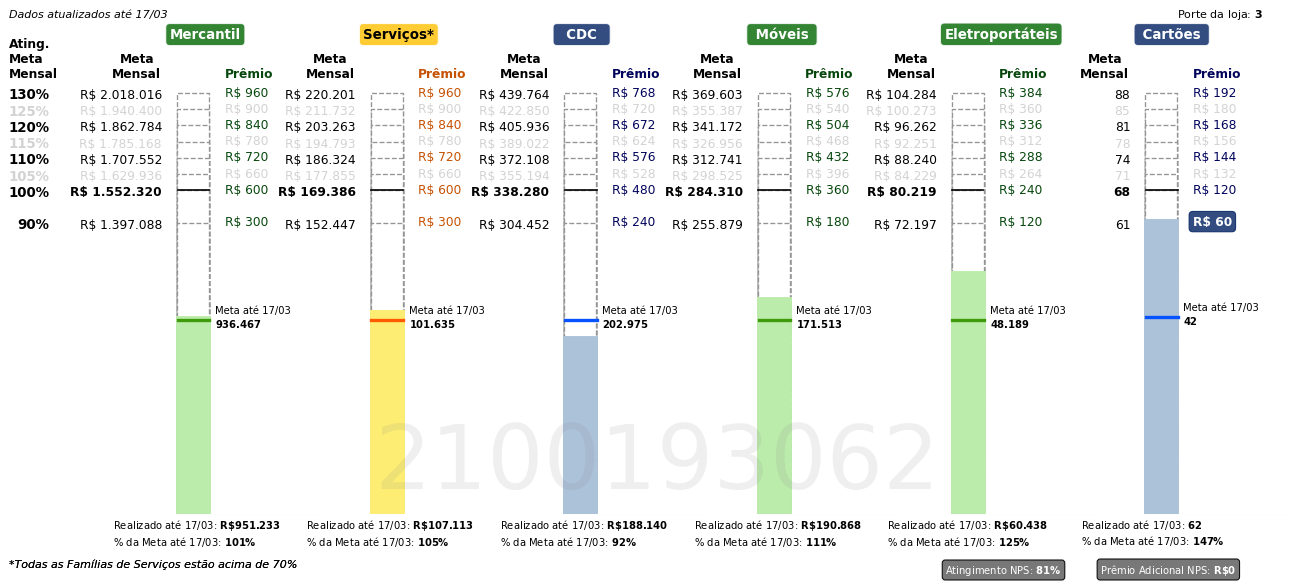 Dados atualizados até 17/03 Porte da loja: 3
Mercantil Serviços* CDC Móveis Eletroportáteis Cartões
Ating. Meta Mensal Meta Mensal Prêmio Meta Mensal Prêmio Meta Mensal Prêmio Meta Mensal Prêmio Meta Mensal Prêmio Meta Mensal Prêmio
130% R$ 2.018.016 R$ 960 R$ 220.201 R$ 960 R$ 439.764 R$ 768 R$ 369.603 R$ 576 R$ 104.284 R$ 384 88 R$ 192
125% R$ 1.940.400 R$ 900 R$ 211.732 R$ 900 R$ 422.850 R$ 720 R$ 355.387 R$ 540 R$ 100.273 R$ 360 85 R$ 180
120% R$ 1.862.784 R$ 840 R$ 203.263 R$ 840 R$ 405.936 R$ 672 R$ 341.172 R$ 504 R$ 96.262 R$ 336 81 R$ 168
115% R$ 1.785.168 R$ 780 R$ 194.793 R$ 780 R$ 389.022 R$ 624 R$ 326.956 R$ 468 R$ 92.251 R$ 312 78 R$ 156
110% R$ 1.707.552 R$ 720 R$ 186.324 R$ 720 R$ 372.108 R$ 576 R$ 312.741 R$ 432 R$ 88.240 R$ 288 74 R$ 144
105% R$ 1.629.936 R$ 660 R$ 177.855 R$ 660 R$ 355.194 R$ 528 R$ 298.525 R$ 396 R$ 84.229 R$ 264 71 R$ 132
100% R$ 1.552.320 R$ 600 R$ 169.386 R$ 600 R$ 338.280 R$ 480 R$ 284.310 R$ 360 R$ 80.219 R$ 240 68 R$ 120
90% R$ 1.397.088 R$ 300 R$ 152.447 R$ 300 R$ 304.452 R$ 240 R$ 255.879 R$ 180 R$ 72.197 R$ 120 61 R$ 60
Meta até 17/03 Meta até 17/03 Meta até 17/03 Meta até 17/03 Meta até 17/03 Meta até 17/03
936.467 101.635 202.975 171.513 48.189 42
2100193062
Realizado até 17/03: R$951.233 Realizado até 17/03: R$107.113 Realizado até 17/03: R$188.140 Realizado até 17/03: R$190.868 Realizado até 17/03: R$60.438 Realizado até 17/03: 62
% da Meta até 17/03: 101% % da Meta até 17/03: 105% % da Meta até 17/03: 92% % da Meta até 17/03: 111% % da Meta até 17/03: 125% % da Meta até 17/03: 147%
*Todas as Famílias de Serviços estão acima de 70% Atingimento NPS: 81% Prêmio Adicional NPS: R$0